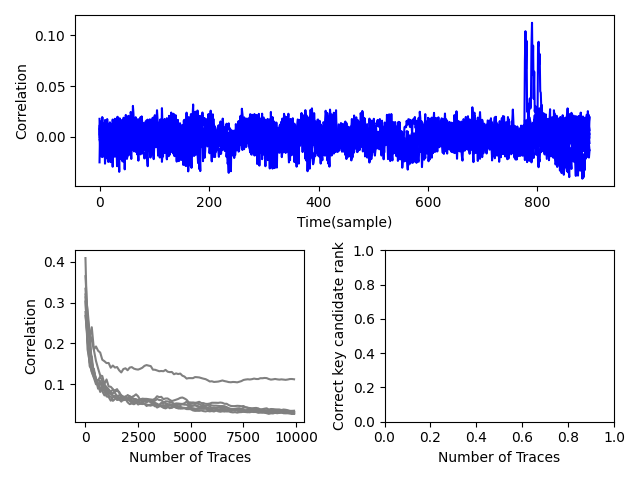 0.10
0.05
0.00
Correlation
0 200 400 600 800
Time(sample)
0.4
0.3
0.2
0.1
Correlation
0 2500 5000 7500 10000
Number of Traces
1.0
0.8
0.6
0.4
0.2
0.0
Correct key candidate rank
0.0 0.2 0.4 0.6 0.8 1.0
Number of Traces